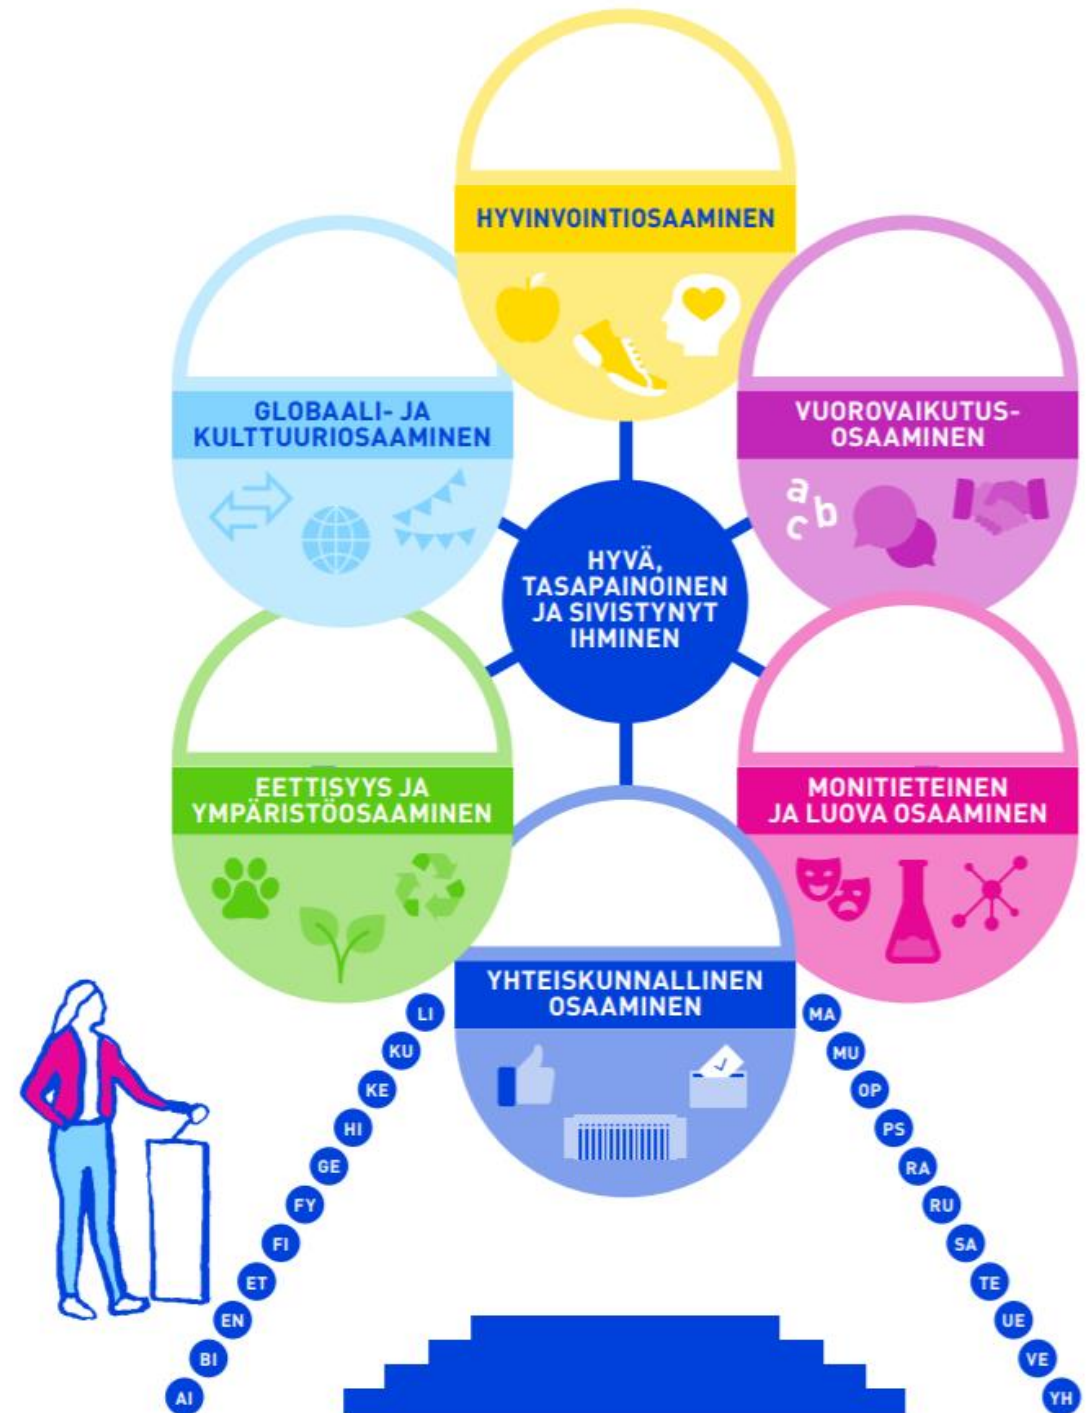 HYVINVOINTIOSAAMINEN
GLOBAALI- JA
KULTTUURIOSAAMINEN
VUOROVAIKUTUS-
OSAAMINEN
a
b
c
HYVÄ,
TASAPAINOINEN
JA SIVISTYNYT
IHMINEN
EETTISYYS JA
YMPÄRISTÖOSAAMINEN
MONITIETEINEN
JA LUOVA OSAAMINEN
YHTEISKUNNALLINEN
OSAAMINEN
LI
KU
KE
HI
GE
FY
FI
ET
EN
BI
AI
MA
MU
OP
PS
RA
RU
SA
TE
UE
VE
YH